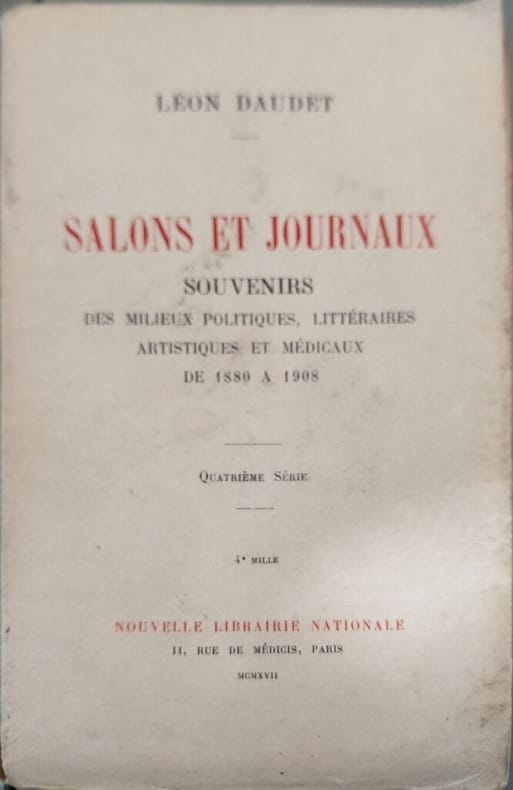 LÉON DAUDET
SALONS ET JOURNAUX
SOUVENIRS
DES MILIEUX POLITIQUES, LITTÉRAIRES
ARTISTIQUES ET MÉDICAUX
DE 1880 A 1908
QUATRIÈME SÉRIE
4e MILLE
NOUVELLE LIBRAIRIE NATIONALE
11, RUE DE MÉDICIS, PARIS
MCMXVII